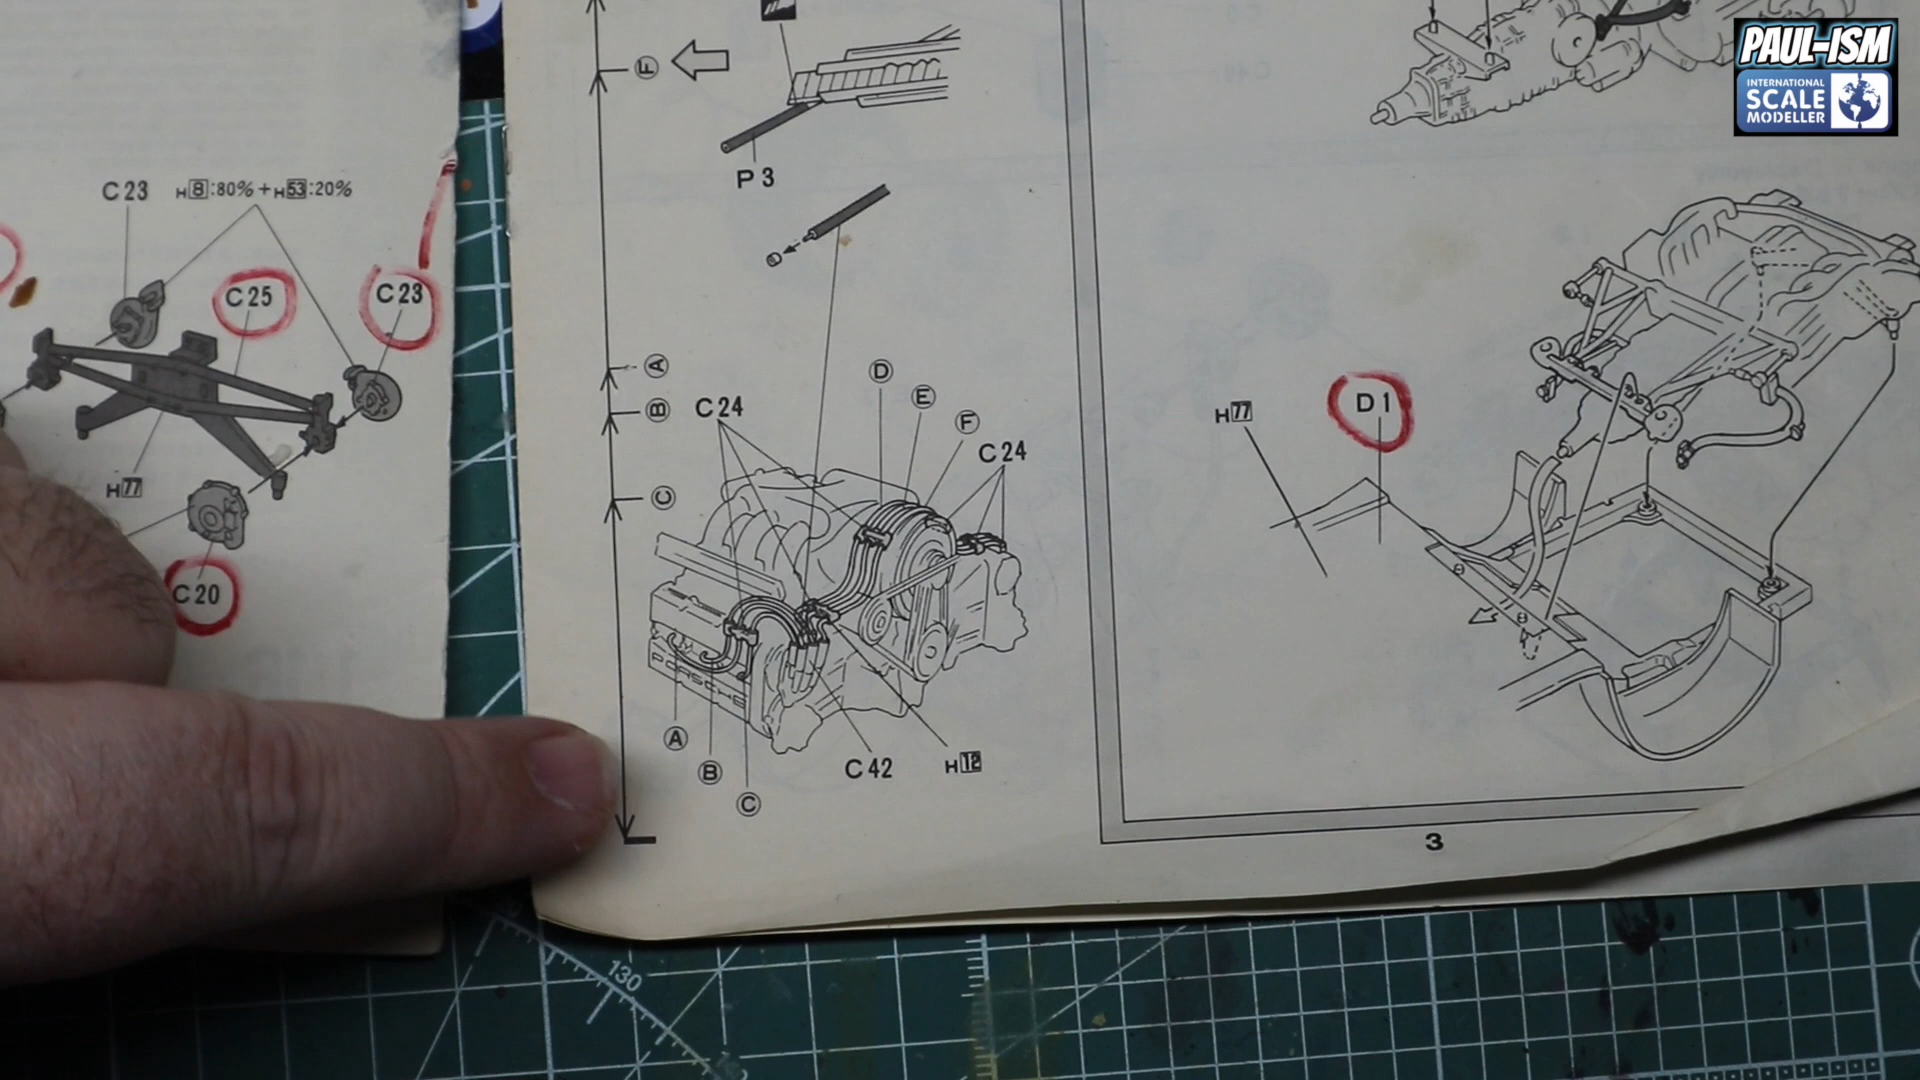 PAUL-ISM
INTERNATIONAL
SCALE
MODELLER
C23
H8:80%+H53:20%
C25
C23
H77
C20
F
P3
A
B
C
C24
D
E
F
C24
A
B
C
C42
H12
H77
D1
3
130